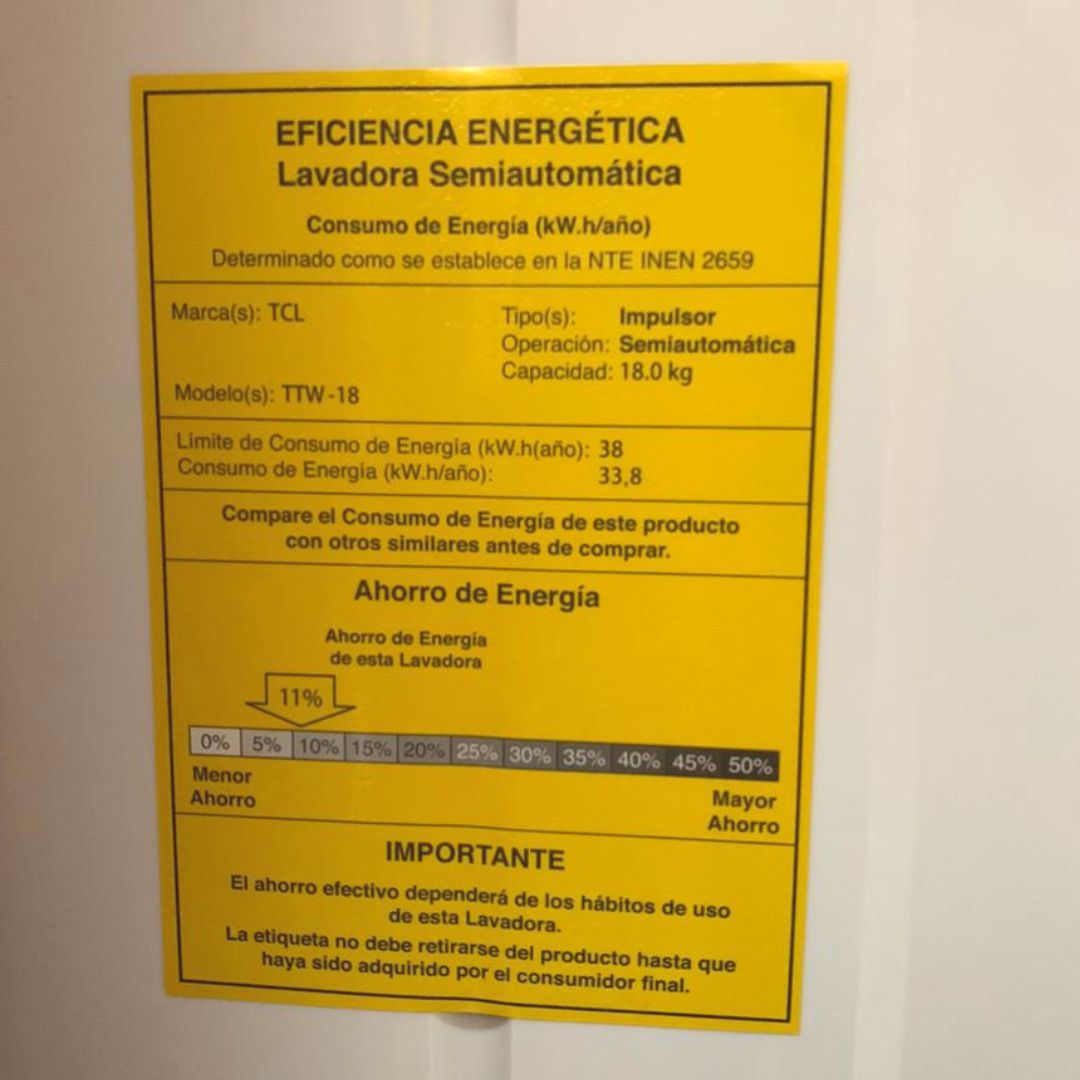 EFICIENCIA ENERGÉTICA
Lavadora Semiautomática
Consumo de Energía (kW.h/año)
Determinado como se establece en la NTE INEN 2659
Marca(s): TCL
Tipo(s): Impulsor
Operación: Semiautomática
Capacidad: 18.0 kg
Modelo(s): TTW-18
Límite de Consumo de Energía (kW.h(año): 38
Consumo de Energía (kW.h/año): 33,8
Compare el Consumo de Energía de este producto
con otros similares antes de comprar.
Ahorro de Energía
Ahorro de Energía
de esta Lavadora
11%
0% 5% 10% 15% 20% 25% 30% 35% 40% 45% 50%
Menor
Ahorro
Mayor
Ahorro
IMPORTANTE
El ahorro efectivo dependerá de los hábitos de uso
de esta Lavadora.
La etiqueta no debe retirarse del producto hasta que
haya sido adquirido por el consumidor final.